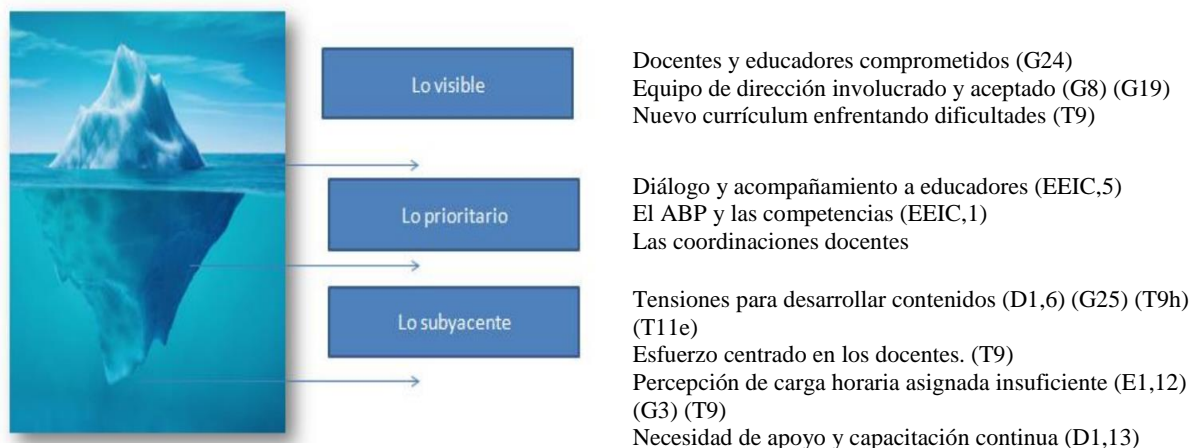 Lo visible
Docentes y educadores comprometidos (G24)
Equipo de dirección involucrado y aceptado (G8) (G19)
Nuevo currículum enfrentando dificultades (T9)
Lo prioritario
Diálogo y acompañamiento a educadores (EEIC,5)
El ABP y las competencias (EEIC,1)
Las coordinaciones docentes
Lo subyacente
Tensiones para desarrollar contenidos (D1,6) (G25) (T9h)
(T11e)
Esfuerzo centrado en los docentes. (T9)
Percepción de carga horaria asignada insuficiente (E1,12)
(G3) (T9)
Necesidad de apoyo y capacitación continua (D1,13)